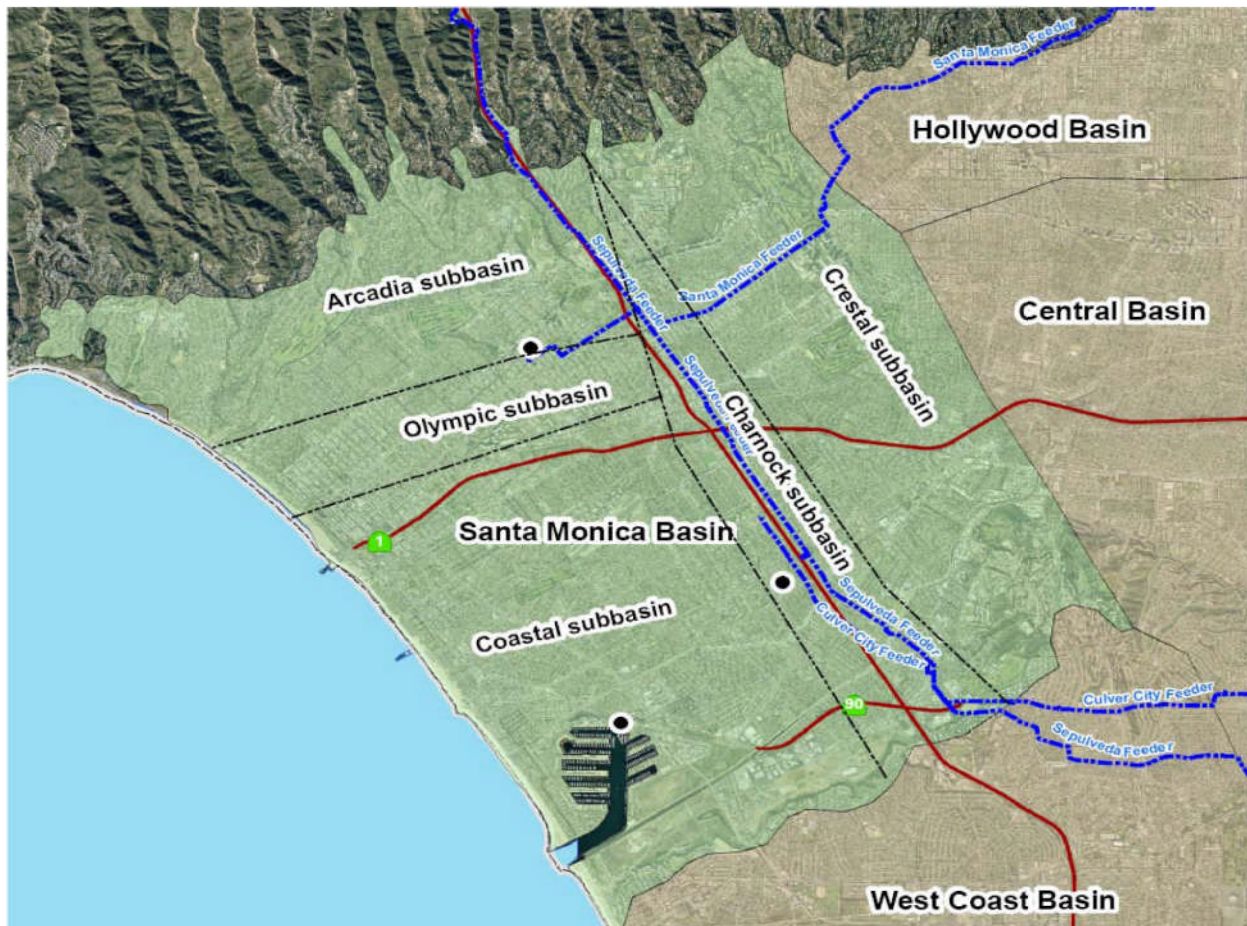 Santa Monica Feeder
Hollywood Basin
Sepulveda Feeder
Santa Monica Feeder
Arcadia subbasin
Crestal subbasin
Central Basin
Olympic subbasin
Sepulveda Feeder
Charnock subbasin
1
Santa Monica Basin
Coastal subbasin
Sepulveda Feeder
Culver City Feeder
90
Culver City Feeder
Sepulveda Feeder
West Coast Basin